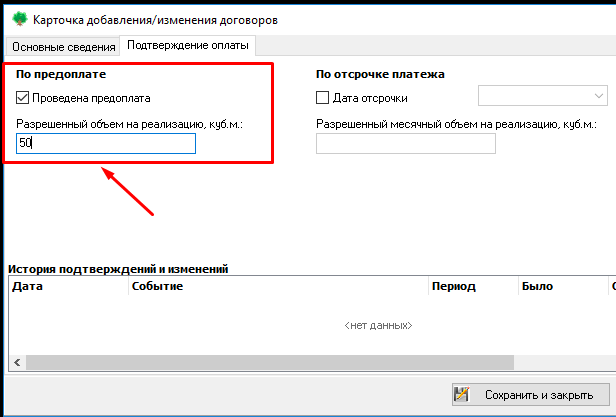 Карточка добавления/изменения договоров
Основные сведения Подтверждение оплаты
По предоплате По отсрочке платежа
Проведена предоплата Дата отсрочки
Разрешенный объем на реализацию, куб.м.: Разрешенный месячный объем на реализацию, куб.м.:
50
История подтверждений и изменений
Дата Событие Период Было
<нет данных>
Сохранить и закрыть